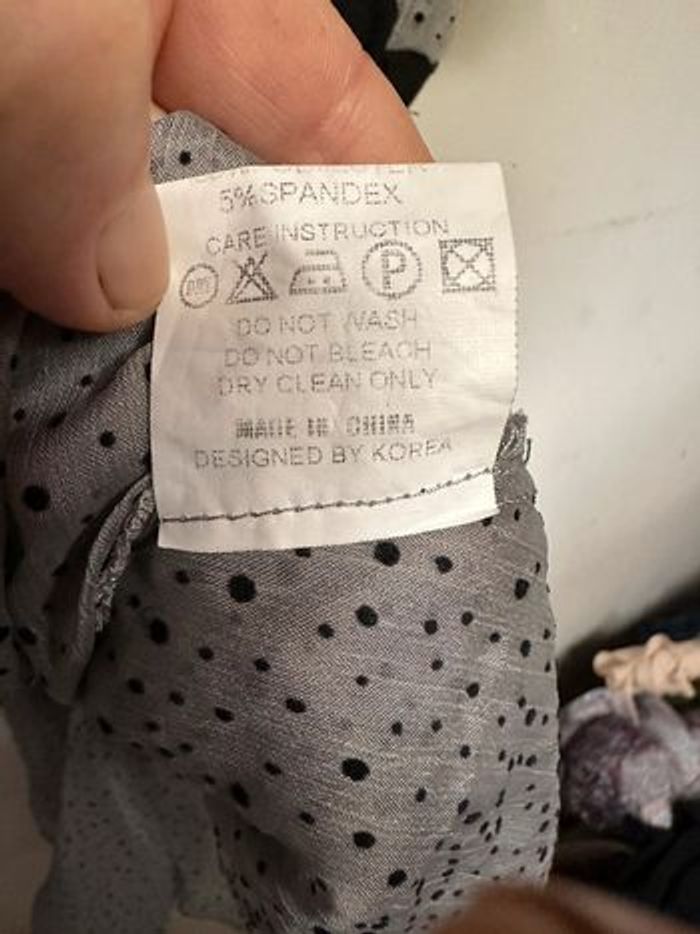 5%SPANDEX
CARE INSTRUCTION
P
DO NOT WASH
DO NOT BLEACH
DRY CLEAN ONLY
MADE IN CHINA
DESIGNED BY KOREA